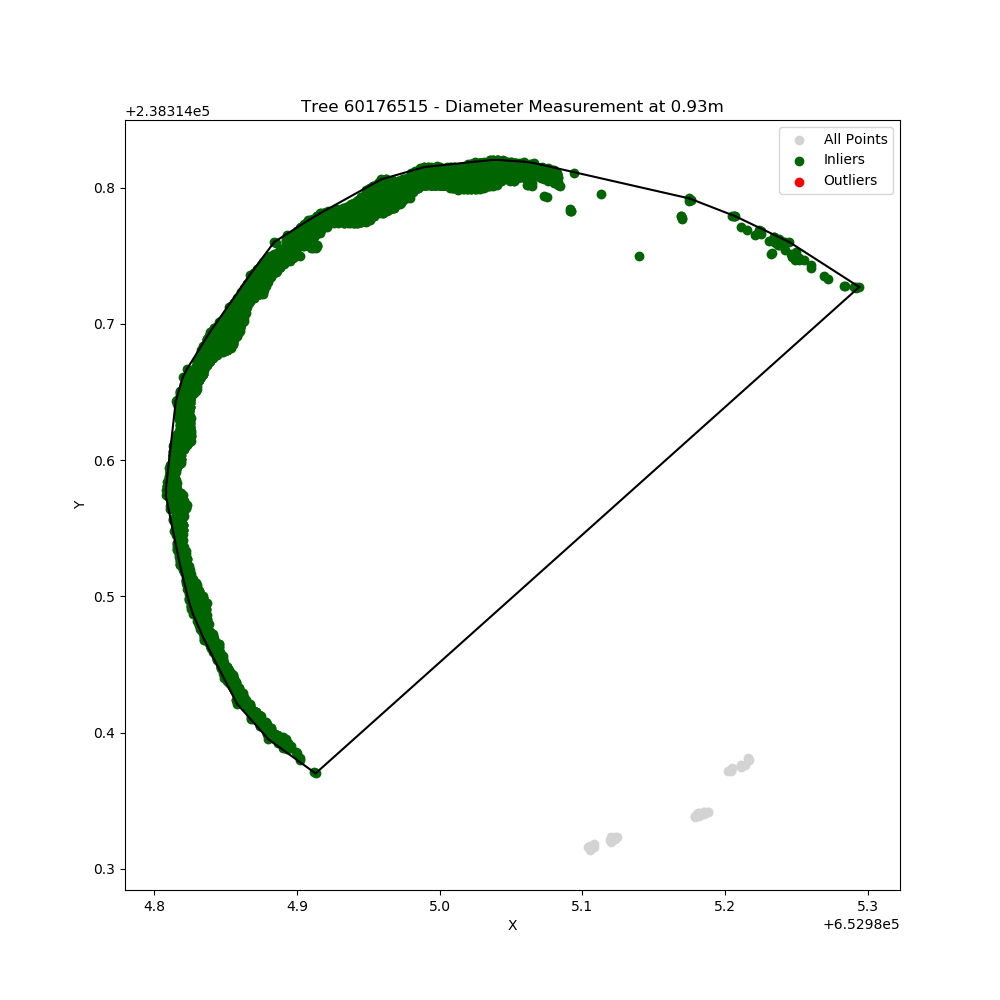 Tree 60176515 - Diameter Measurement at 0.93m
+2.38314e5
All Points
Inliers
Outliers
0.8
0.7
0.6
0.5
0.4
0.3
Y
4.8 4.9 5.0 5.1 5.2 5.3
X
+6.5298e5